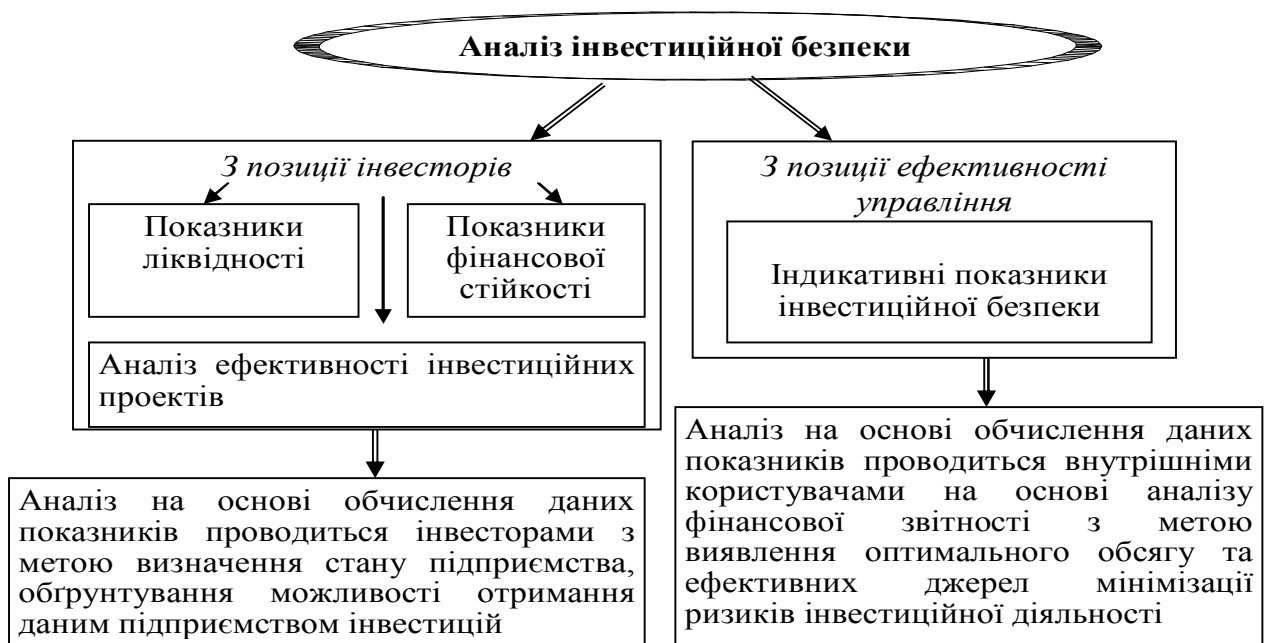 Аналіз інвестиційної безпеки
З позиції інвесторів
Показники
ліквідності
Показники
фінансової
стійкості
Аналіз ефективності інвестиційних
проектів
Аналіз на основі обчислення даних
показників проводиться інвесторами з
метою визначення стану підприємства,
обґрунтування можливості отримання
даним підприємством інвестицій
З позиції ефективності
управління
Індикативні показники
інвестиційної безпеки
Аналіз на основі обчислення даних
показників проводиться внутрішніми
користувачами на основі аналізу
фінансової звітності з метою
виявлення оптимального обсягу та
ефективних джерел мінімізації
ризиків інвестиційної діяльності